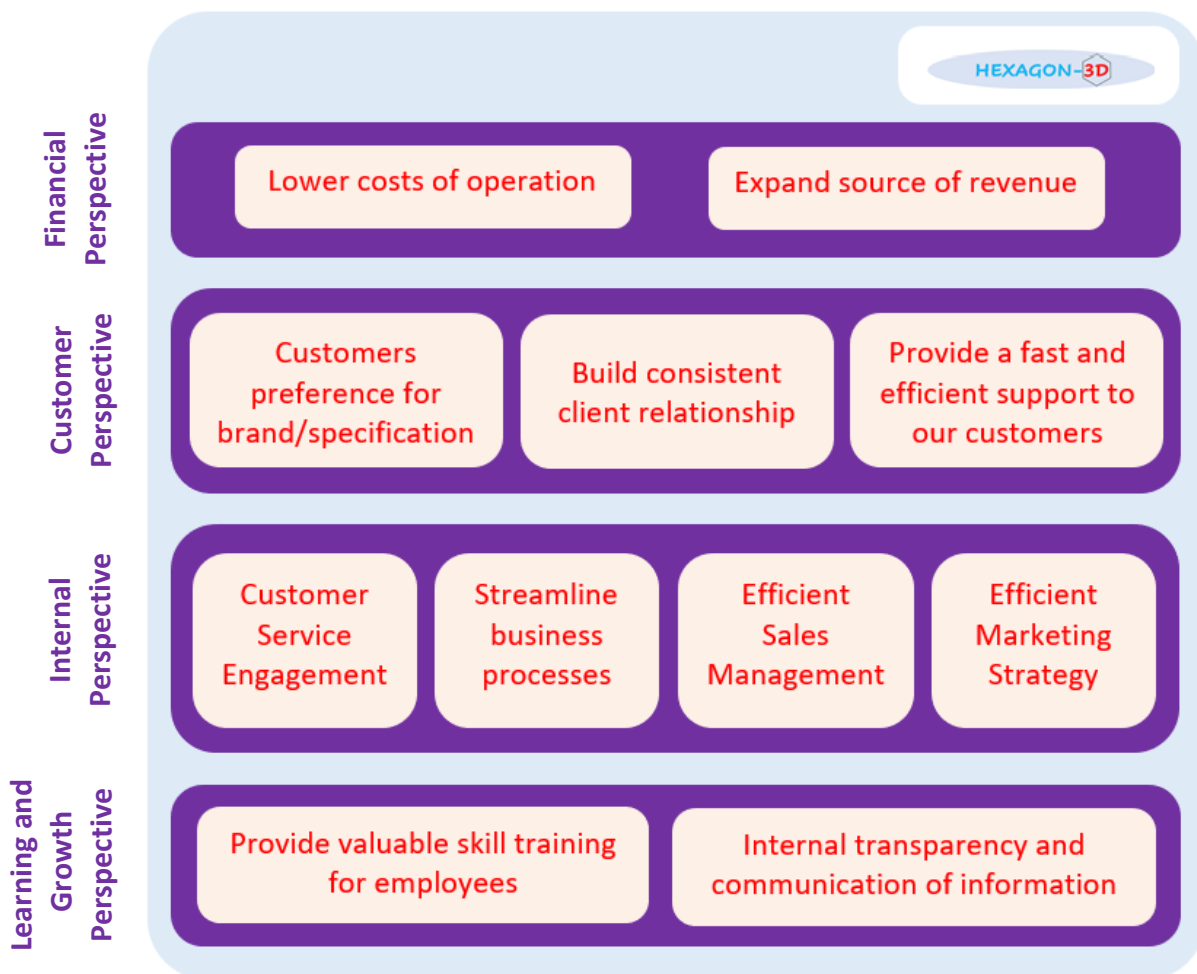 HEXAGON-3D
Financial
Perspective
Lower costs of operation
Expand source of revenue
Customer
Perspective
Customers
preference for
brand/specification
Build consistent
client relationship
Provide a fast and
efficient support to
our customers
Internal
Perspective
Customer
Service
Engagement
Streamline
business
processes
Efficient
Sales
Management
Efficient
Marketing
Strategy
Learning and
Growth
Perspective
Provide valuable skill training
for employees
Internal transparency and
communication of information